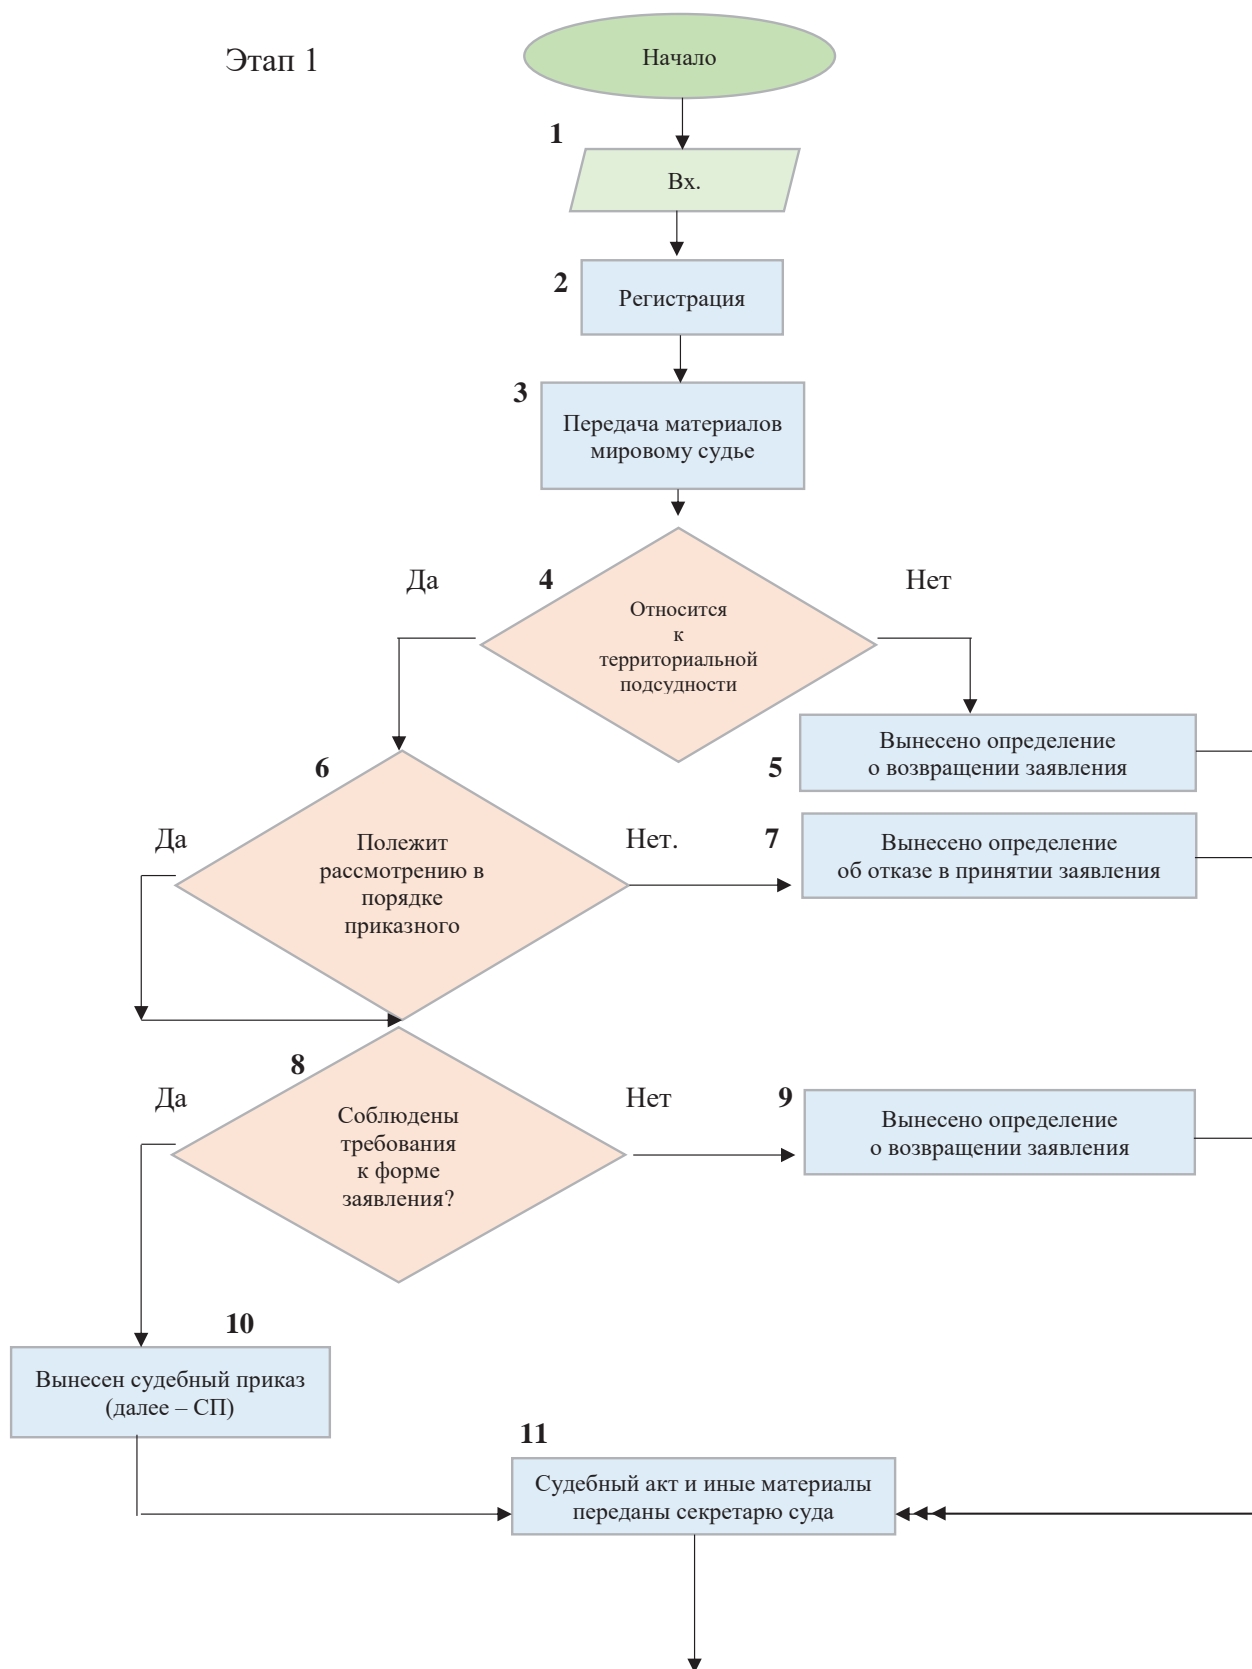 Этап 1
Начало
1
Вх.
2
Регистрация
3
Передача материалов
мировому судье
Да
4
Нет
Относится
к
территориальной
подсудности
5
Вынесено определение
о возвращении заявления
6
Да
Полежит
рассмотрению в
порядке
приказного
Нет.
7
Вынесено определение
об отказе в принятии заявления
8
Да
Соблюдены
требования
к форме
заявления?
Нет
9
Вынесено определение
о возвращении заявления
10
Вынесен судебный приказ
(далее – СП)
11
Судебный акт и иные материалы
переданы секретарю суда